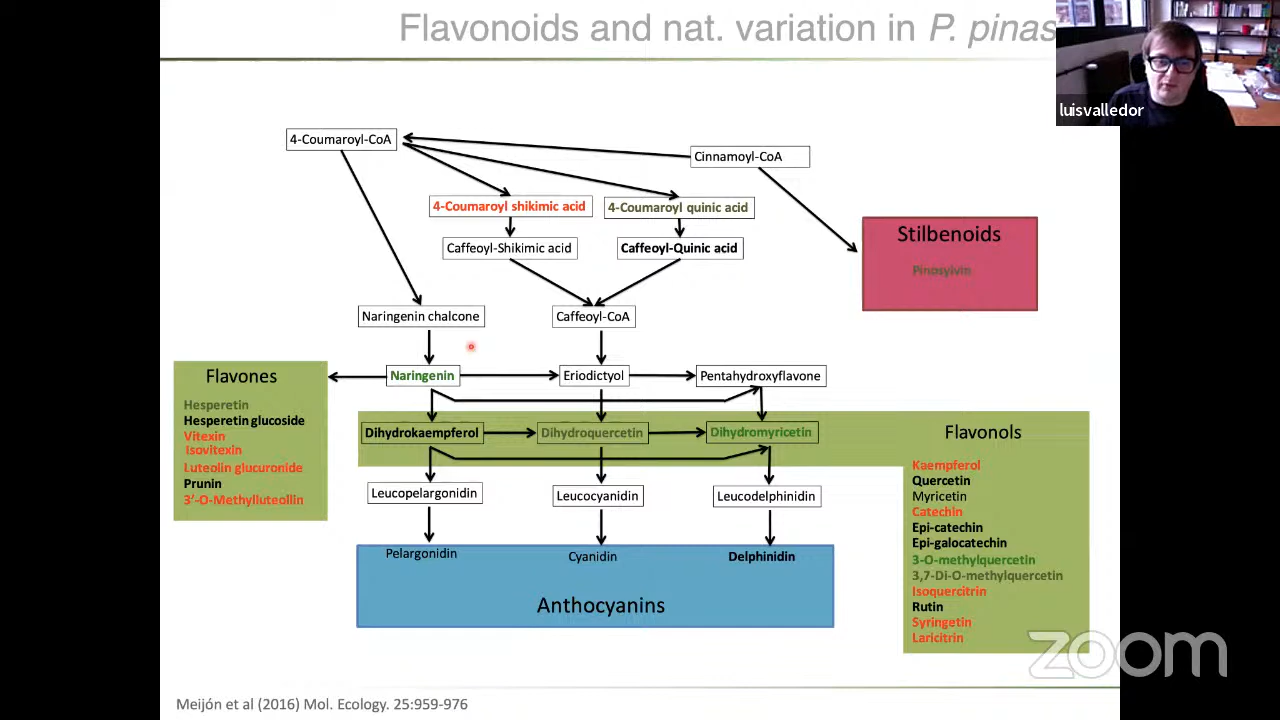 Flavonoids and nat. variation in P. pinas
luisvalledor
4-Coumaroyl-CoA
Cinnamoyl-CoA
4-Coumaroyl shikimic acid
4-Coumaroyl quinic acid
Caffeoyl-Shikimic acid
Caffeoyl-Quinic acid
Stilbenoids
Pinosylvin
Naringenin chalcone
Caffeoyl-CoA
Flavones
Hesperetin
Hesperetin glucoside
Vitexin
Isovitexin
Luteolin glucuronide
Prunin
3'-O-Methylluteollin
Naringenin
Eriodictyol
Pentahydroxyflavone
Dihydrokaempferol
Dihydroquercetin
Dihydromyricetin
Flavonols
Kaempferol
Quercetin
Myricetin
Catechin
Epi-catechin
Epi-galocatechin
3-O-methylquercetin
3,7-Di-O-methylquercetin
Isoquercitrin
Rutin
Syringetin
Laricitrin
Leucopelargonidin
Leucocyanidin
Leucodelphinidin
Pelargonidin
Cyanidin
Delphinidin
Anthocyanins
zoom
Meijón et al (2016) Mol. Ecology. 25:959-976